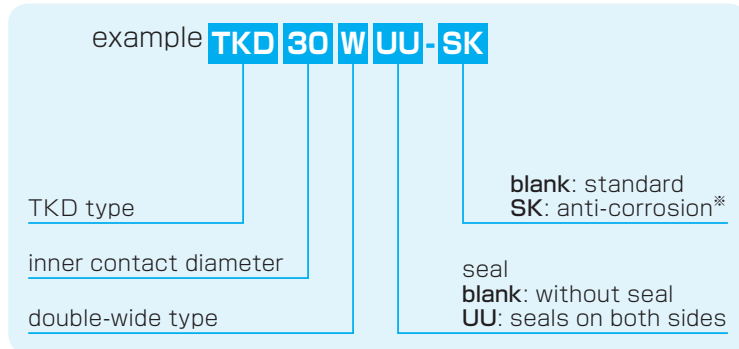 example TKD 30 W UU - SK
blank: standard
TKD type
SK: anti-corrosion※
inner contact diameter
seal
blank: without seal
double-wide type
UU: seals on both sides